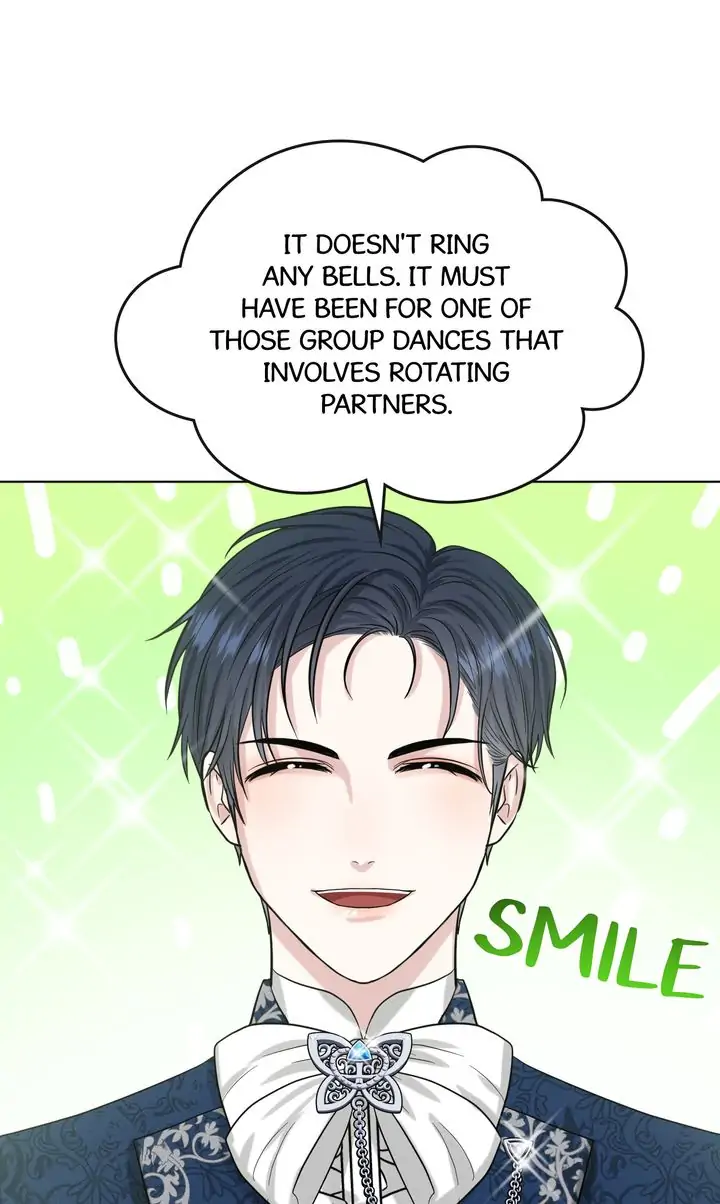 IT DOESN'T RING
ANY BELLS. IT MUST
HAVE BEEN FOR ONE OF
THOSE GROUP DANCES THAT
INVOLVES ROTATING
PARTNERS.
SMILE